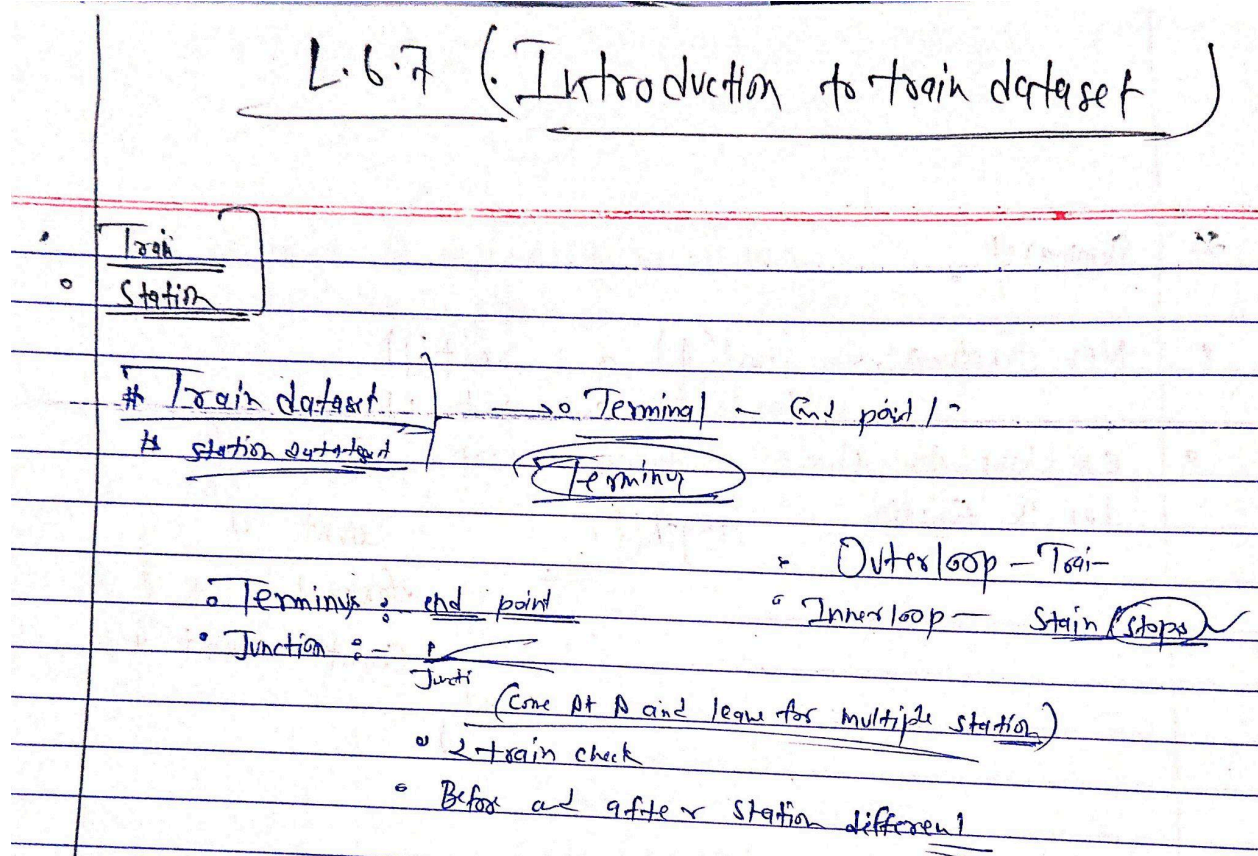 L.6.7 (Introduction to train dataset)
• Train
• Station
# Train dataset → • Terminal - End point
station dataset
Terminus
• Outerloop - Trai-
• Terminus : end point
• Innerloop - Stain (stops) ✓
• Junction :- P
Juncti
(Come At P and leave for multiple station)
• 2 train check
• Before and after station different